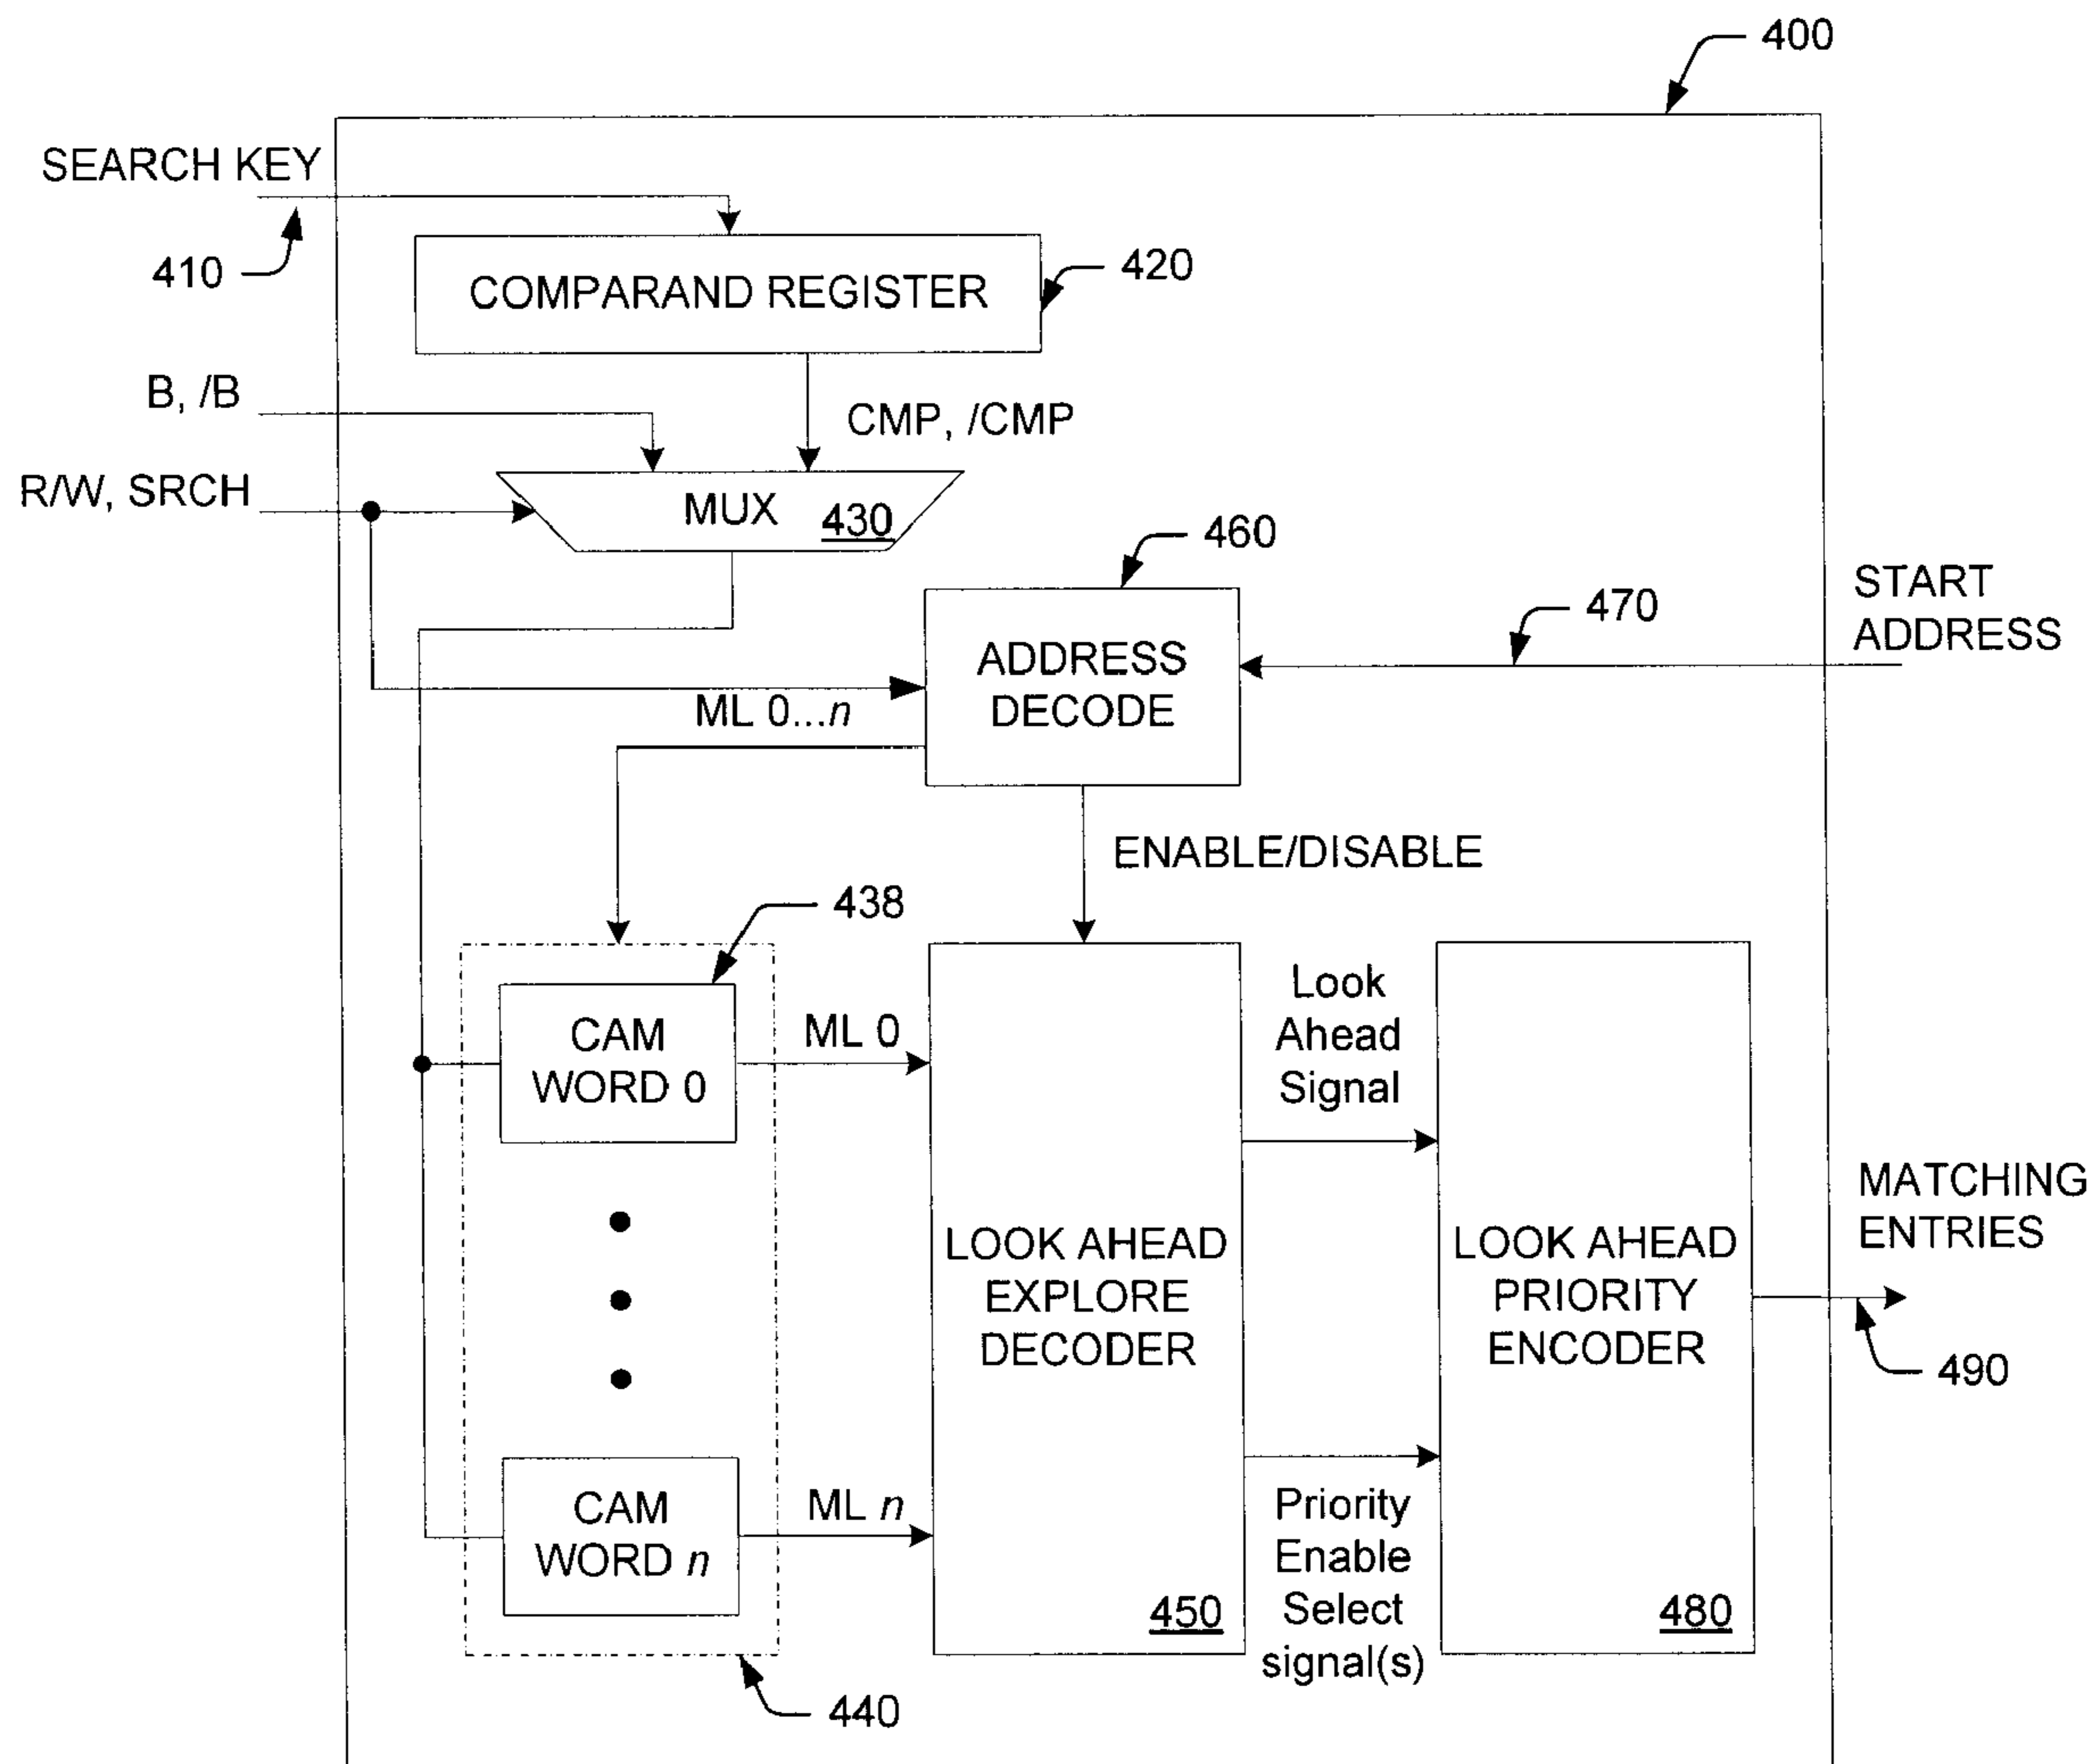 400
SEARCH KEY
410
COMPARAND REGISTER
420
B, /B
CMP, /CMP
R/W, SRCH
MUX
430
460
START
ADDRESS
470
ADDRESS
DECODE
ML 0...n
ENABLE/DISABLE
438
CAM
WORD 0
ML 0
Look
Ahead
Signal
MATCHING
ENTRIES
LOOK AHEAD
EXPLORE
DECODER
LOOK AHEAD
PRIORITY
ENCODER
490
CAM
WORD n
ML n
Priority
Enable
Select
signal(s)
450
480
440